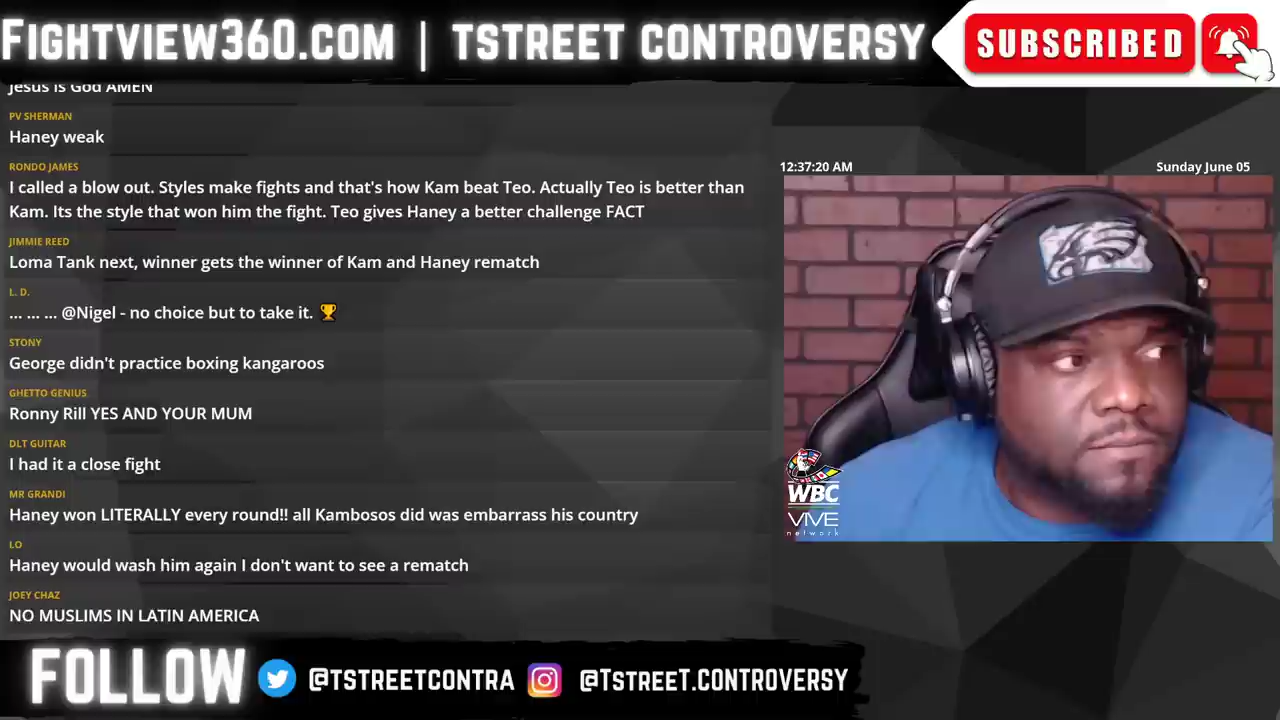 FIGHTVIEW360.COM | TSTREET CONTROVERSY
SUBSCRIBED
Jesus is God AMEN
PV SHERMAN
Haney weak
RONDO JAMES
I called a blow out. Styles make fights and that's how Kam beat Teo. Actually Teo is better than
Kam. Its the style that won him the fight. Teo gives Haney a better challenge FACT
JIMMIE REED
Loma Tank next, winner gets the winner of Kam and Haney rematch
L. D.
... ... ... @Nigel - no choice but to take it. 🏆
STONY
George didn't practice boxing kangaroos
GHETTO GENIUS
Ronny Rill YES AND YOUR MUM
DLT GUITAR
I had it a close fight
MR GRANDI
Haney won LITERALLY every round!! all Kambosos did was embarrass his country
LO
Haney would wash him again I don't want to see a rematch
JOEY CHAZ
NO MUSLIMS IN LATIN AMERICA
12:37:20 AM
Sunday June 05
WBC
VIVE
network
FOLLOW
@TSTREETCONTRA
@TSTREET.CONTROVERSY